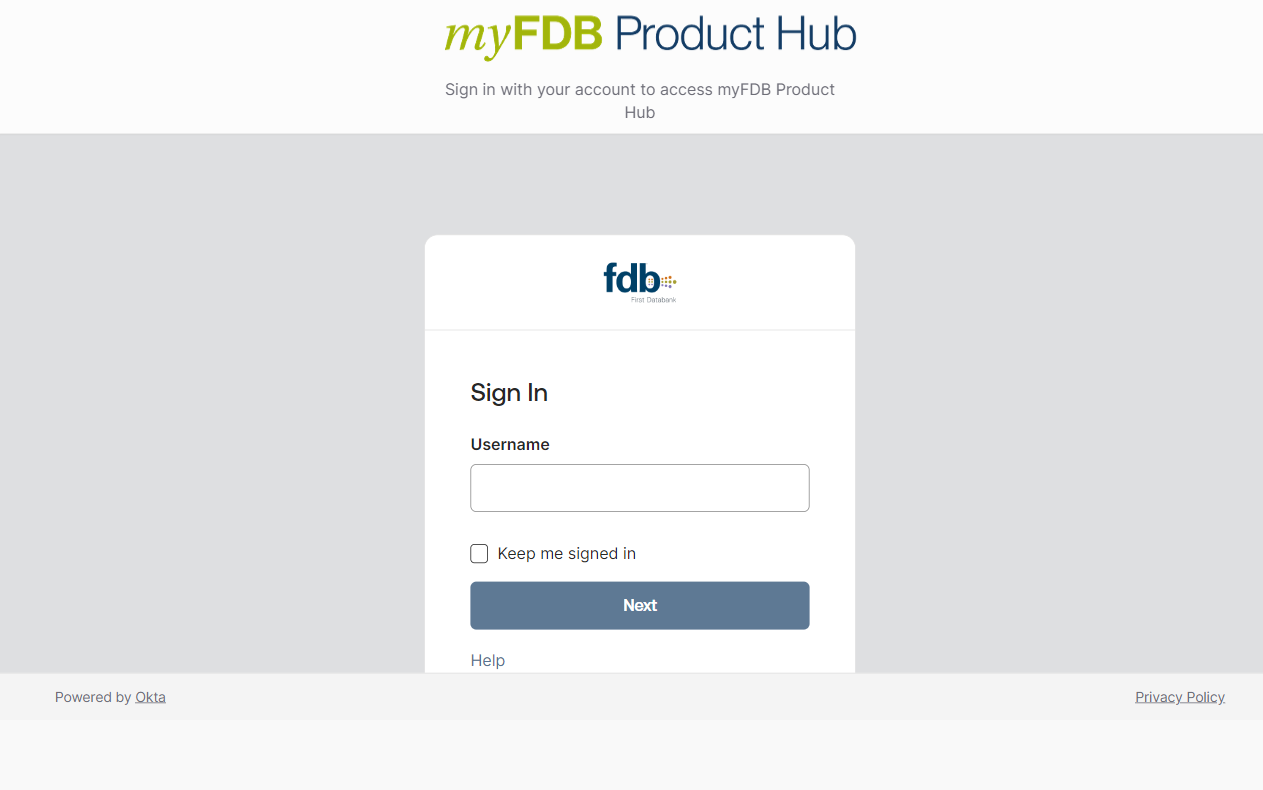 myFDB Product Hub
Sign in with your account to access myFDB Product
Hub
fdb
First Databank
Sign In
Username
Keep me signed in
Next
Help
Powered by Okta
Privacy Policy